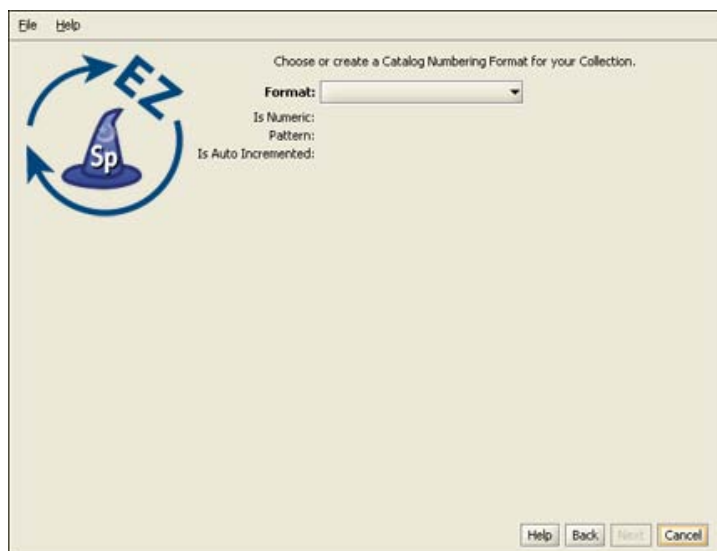 File Help
EZ
Sp
Choose or create a Catalog Numbering Format for your Collection.
Format:
Is Numeric:
Pattern:
Is Auto Incremented:
Help Back Next Cancel